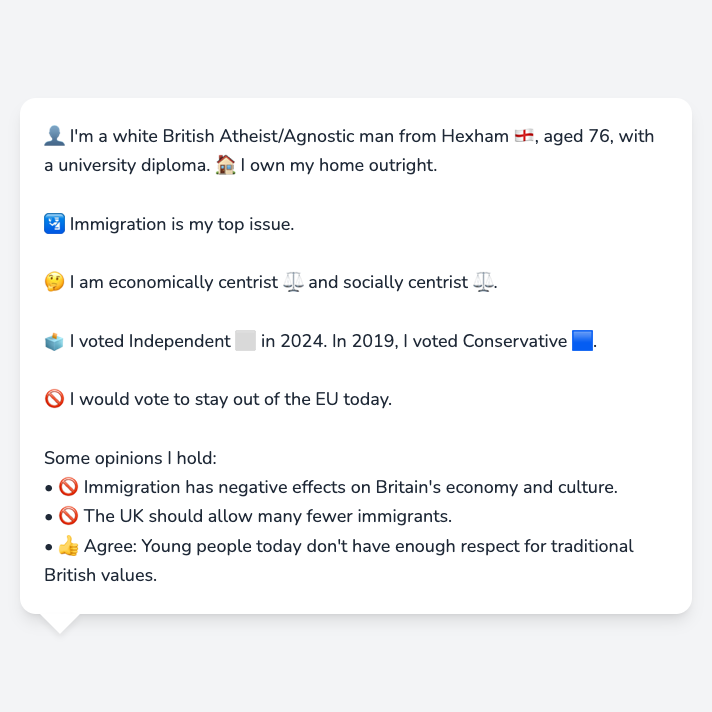 👤 I'm a white British Atheist/Agnostic man from Hexham 🏴󠁧󠁢󠁥󠁮󠁧󠁿, aged 76, with
a university diploma. 🏠 I own my home outright.
🛂 Immigration is my top issue.
🤔 I am economically centrist ⚖️ and socially centrist ⚖️.
🗳️ I voted Independent ⬜ in 2024. In 2019, I voted Conservative 🟦.
🚫 I would vote to stay out of the EU today.
Some opinions I hold:
• 🚫 Immigration has negative effects on Britain's economy and culture.
• 🚫 The UK should allow many fewer immigrants.
• 👍 Agree: Young people today don't have enough respect for traditional
British values.